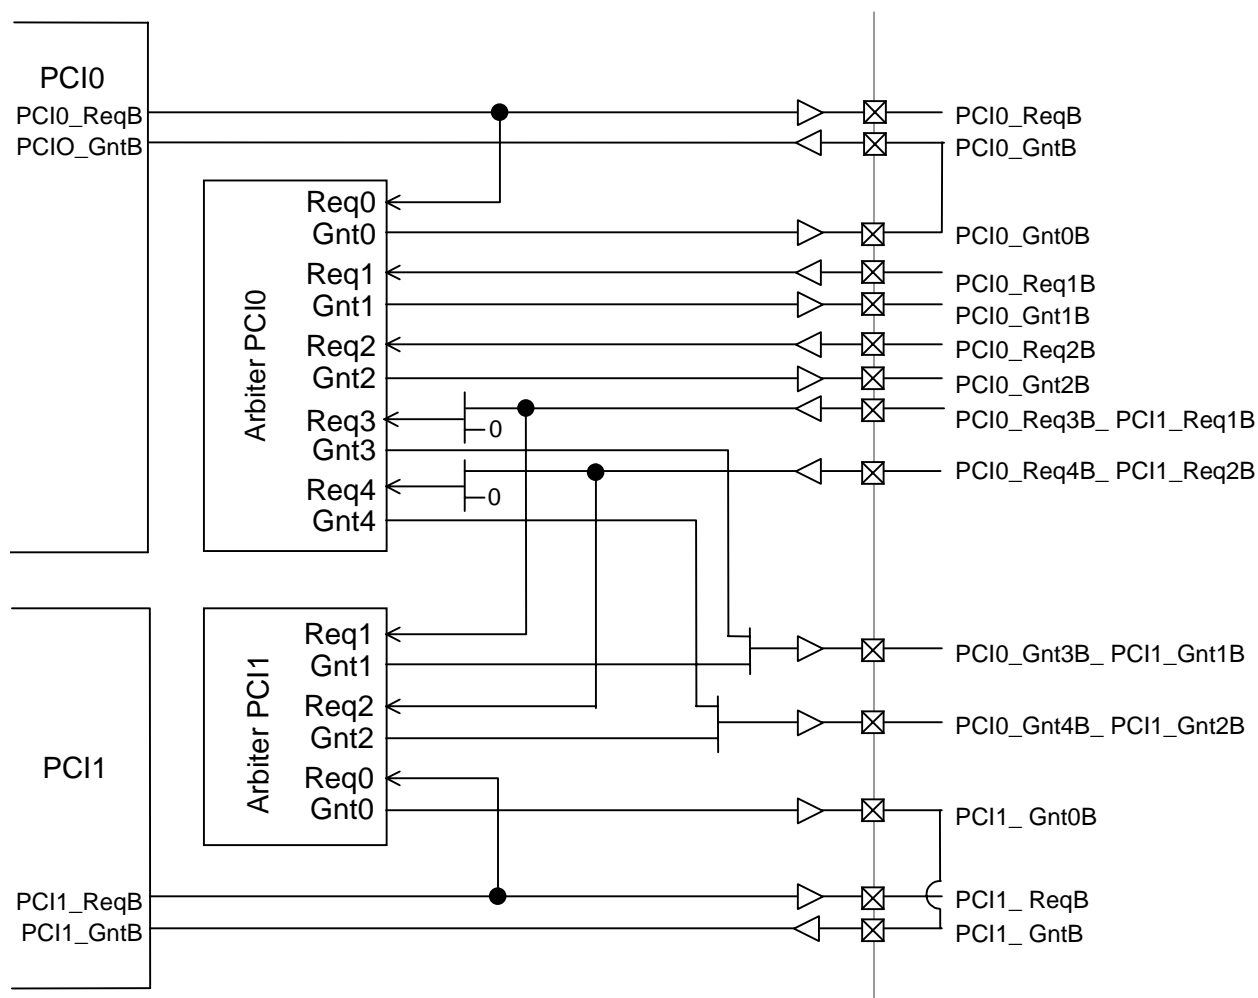 PCI0
PCI0_ReqB
PCIO_GntB
PCI0_ReqB
PCI0_GntB
Arbiter PCI0
Req0
Gnt0
Req1
Gnt1
Req2
Gnt2
Req3
Gnt3
Req4
Gnt4
0
0
PCI0_Gnt0B
PCI0_Req1B
PCI0_Gnt1B
PCI0_Req2B
PCI0_Gnt2B
PCI0_Req3B_ PCI1_Req1B
PCI0_Req4B_ PCI1_Req2B
PCI1
PCI1_ReqB
PCI1_GntB
Arbiter PCI1
Req1
Gnt1
Req2
Gnt2
Req0
Gnt0
PCI0_Gnt3B_ PCI1_Gnt1B
PCI0_Gnt4B_ PCI1_Gnt2B
PCI1_ Gnt0B
PCI1_ ReqB
PCI1_ GntB